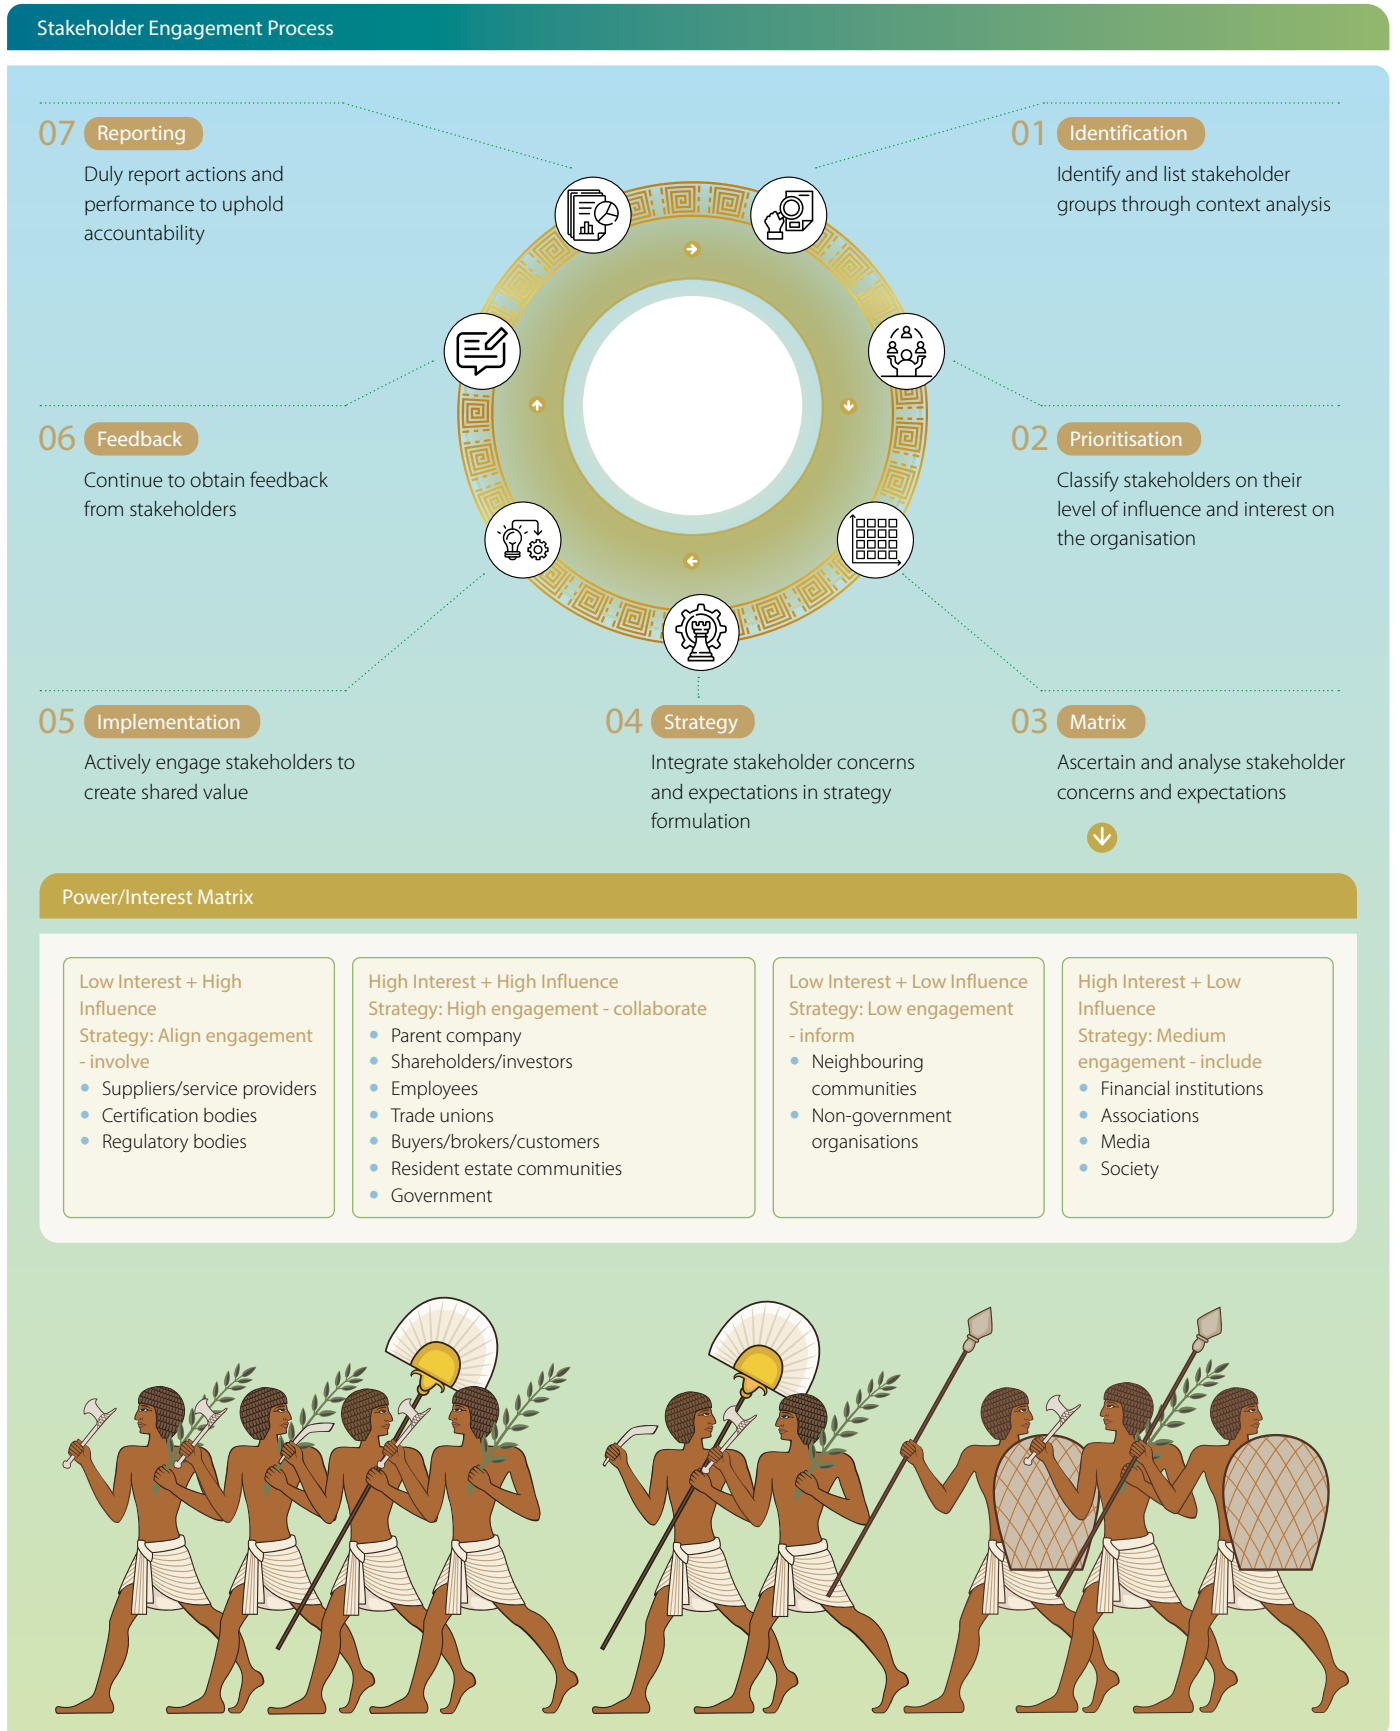 Stakeholder Engagement Process
07 Reporting
Duly report actions and
performance to uphold
accountability
01 Identification
Identify and list stakeholder
groups through context analysis
06 Feedback
Continue to obtain feedback
from stakeholders
02 Prioritisation
Classify stakeholders on their
level of influence and interest on
the organisation
05 Implementation
Actively engage stakeholders to
create shared value
04 Strategy
Integrate stakeholder concerns
and expectations in strategy
formulation
03 Matrix
Ascertain and analyse stakeholder
concerns and expectations
Power/Interest Matrix
Low Interest + High
Influence
Strategy: Align engagement
- involve
• Suppliers/service providers
• Certification bodies
• Regulatory bodies
High Interest + High Influence
Strategy: High engagement - collaborate
• Parent company
• Shareholders/investors
• Employees
• Trade unions
• Buyers/brokers/customers
• Resident estate communities
• Government
Low Interest + Low Influence
Strategy: Low engagement
- inform
• Neighbouring
communities
• Non-government
organisations
High Interest + Low
Influence
Strategy: Medium
engagement - include
• Financial institutions
• Associations
• Media
• Society